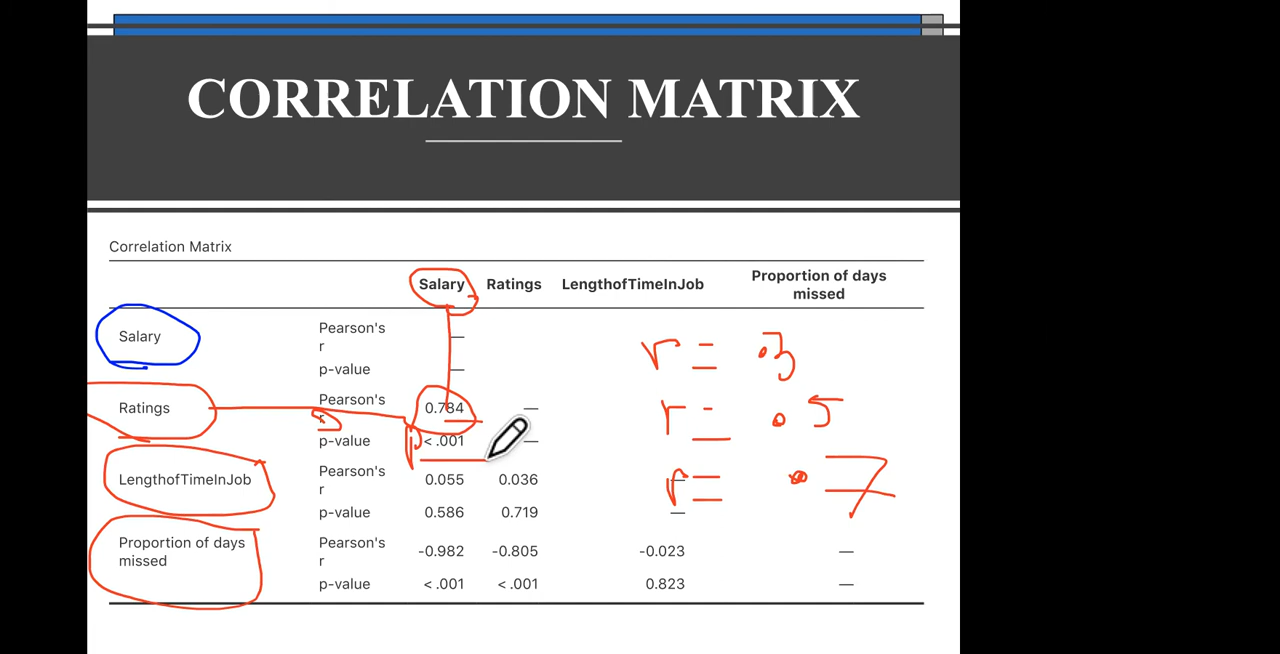 CORRELATION MATRIX
Correlation Matrix
Salary Ratings LengthofTimeInJob Proportion of days missed
Salary Pearson's r — 
p-value —
r = .3
Ratings Pearson's r 0.784 —
r = .5
p-value p < .001 —
LengthofTimeInJob Pearson's r 0.055 0.036 —
r = .7
p-value 0.586 0.719 —
Proportion of days missed Pearson's r -0.982 -0.805 -0.023 —
p-value < .001 < .001 0.823 —